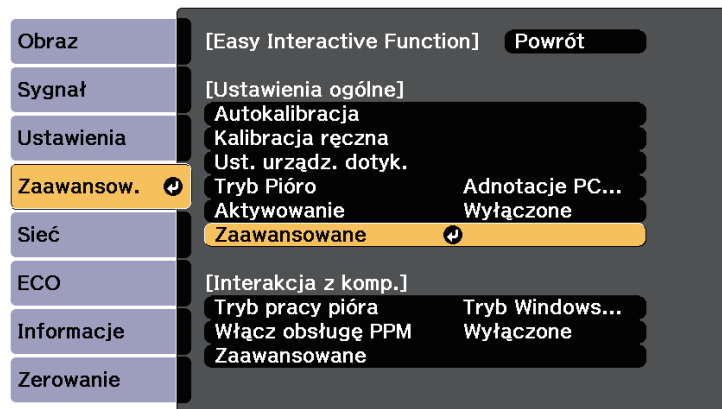 Obraz
Sygnał
Ustawienia
Zaawansow.
Sieć
ECO
Informacje
Zerowanie
[Easy Interactive Function] Powrót
[Ustawienia ogólne]
Autokalibracja
Kalibracja ręczna
Ust. urządz. dotyk.
Tryb Pióro Adnotacje PC...
Aktywowanie Wyłączone
Zaawansowane
[Interakcja z komp.]
Tryb pracy pióra Tryb Windows...
Włącz obsługę PPM Wyłączone
Zaawansowane